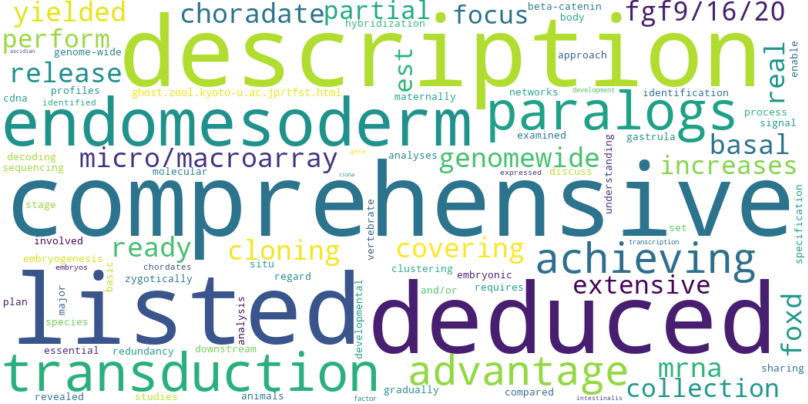 yielded choradate partial focus beta-catenin body fgf9/16/20
hybridization
perform ascidian description approach real enable
release genome-wide
profiles ghost.zool.kyoto-u.ac.jp/tfst.html est networks identification
cdna identified maternally development process
endomesoderm paralogs signal
examined gastrula
decoding micro/macroarray analyses genomewide discuss understanding basal
sequencing molecular gene expressed increases
stage comprehensive ciona set specification
involved ready situ cloning vertebrate covering transcription
embryogenesis achieving
plan embryos basic chordates regard clustering embryonic extensive
major zygotically and/or requires
species listed analysis developmental deduced foxd
essential redundancy downstream sharing
transduction advantage mrna
revealed studies animals factor gradually compared intestinalis collection